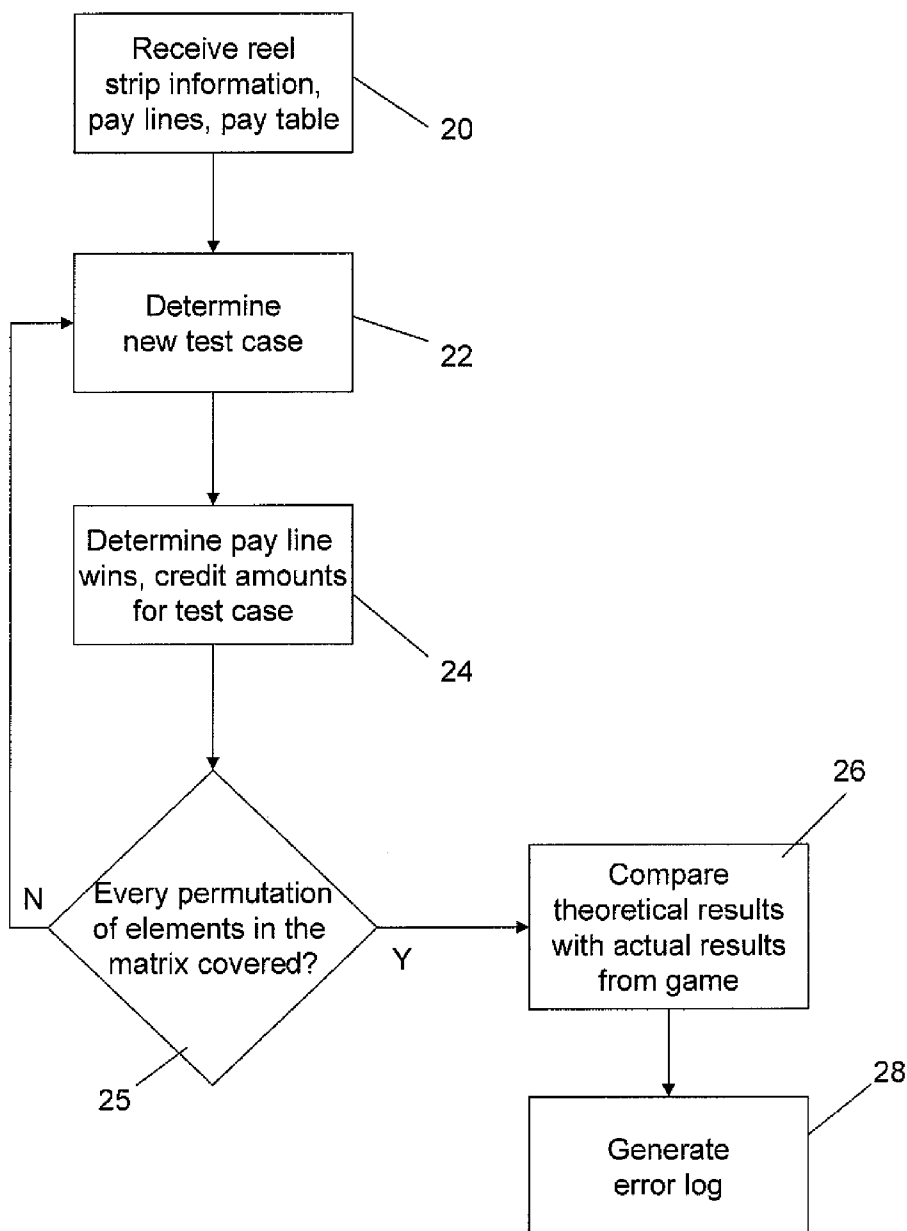 Receive reel
strip information,
pay lines, pay table
20
Determine
new test case
22
Determine pay line
wins, credit amounts
for test case
24
Every permutation
of elements in the
matrix covered?
N
Y
25
26
Compare
theoretical results
with actual results
from game
28
Generate
error log